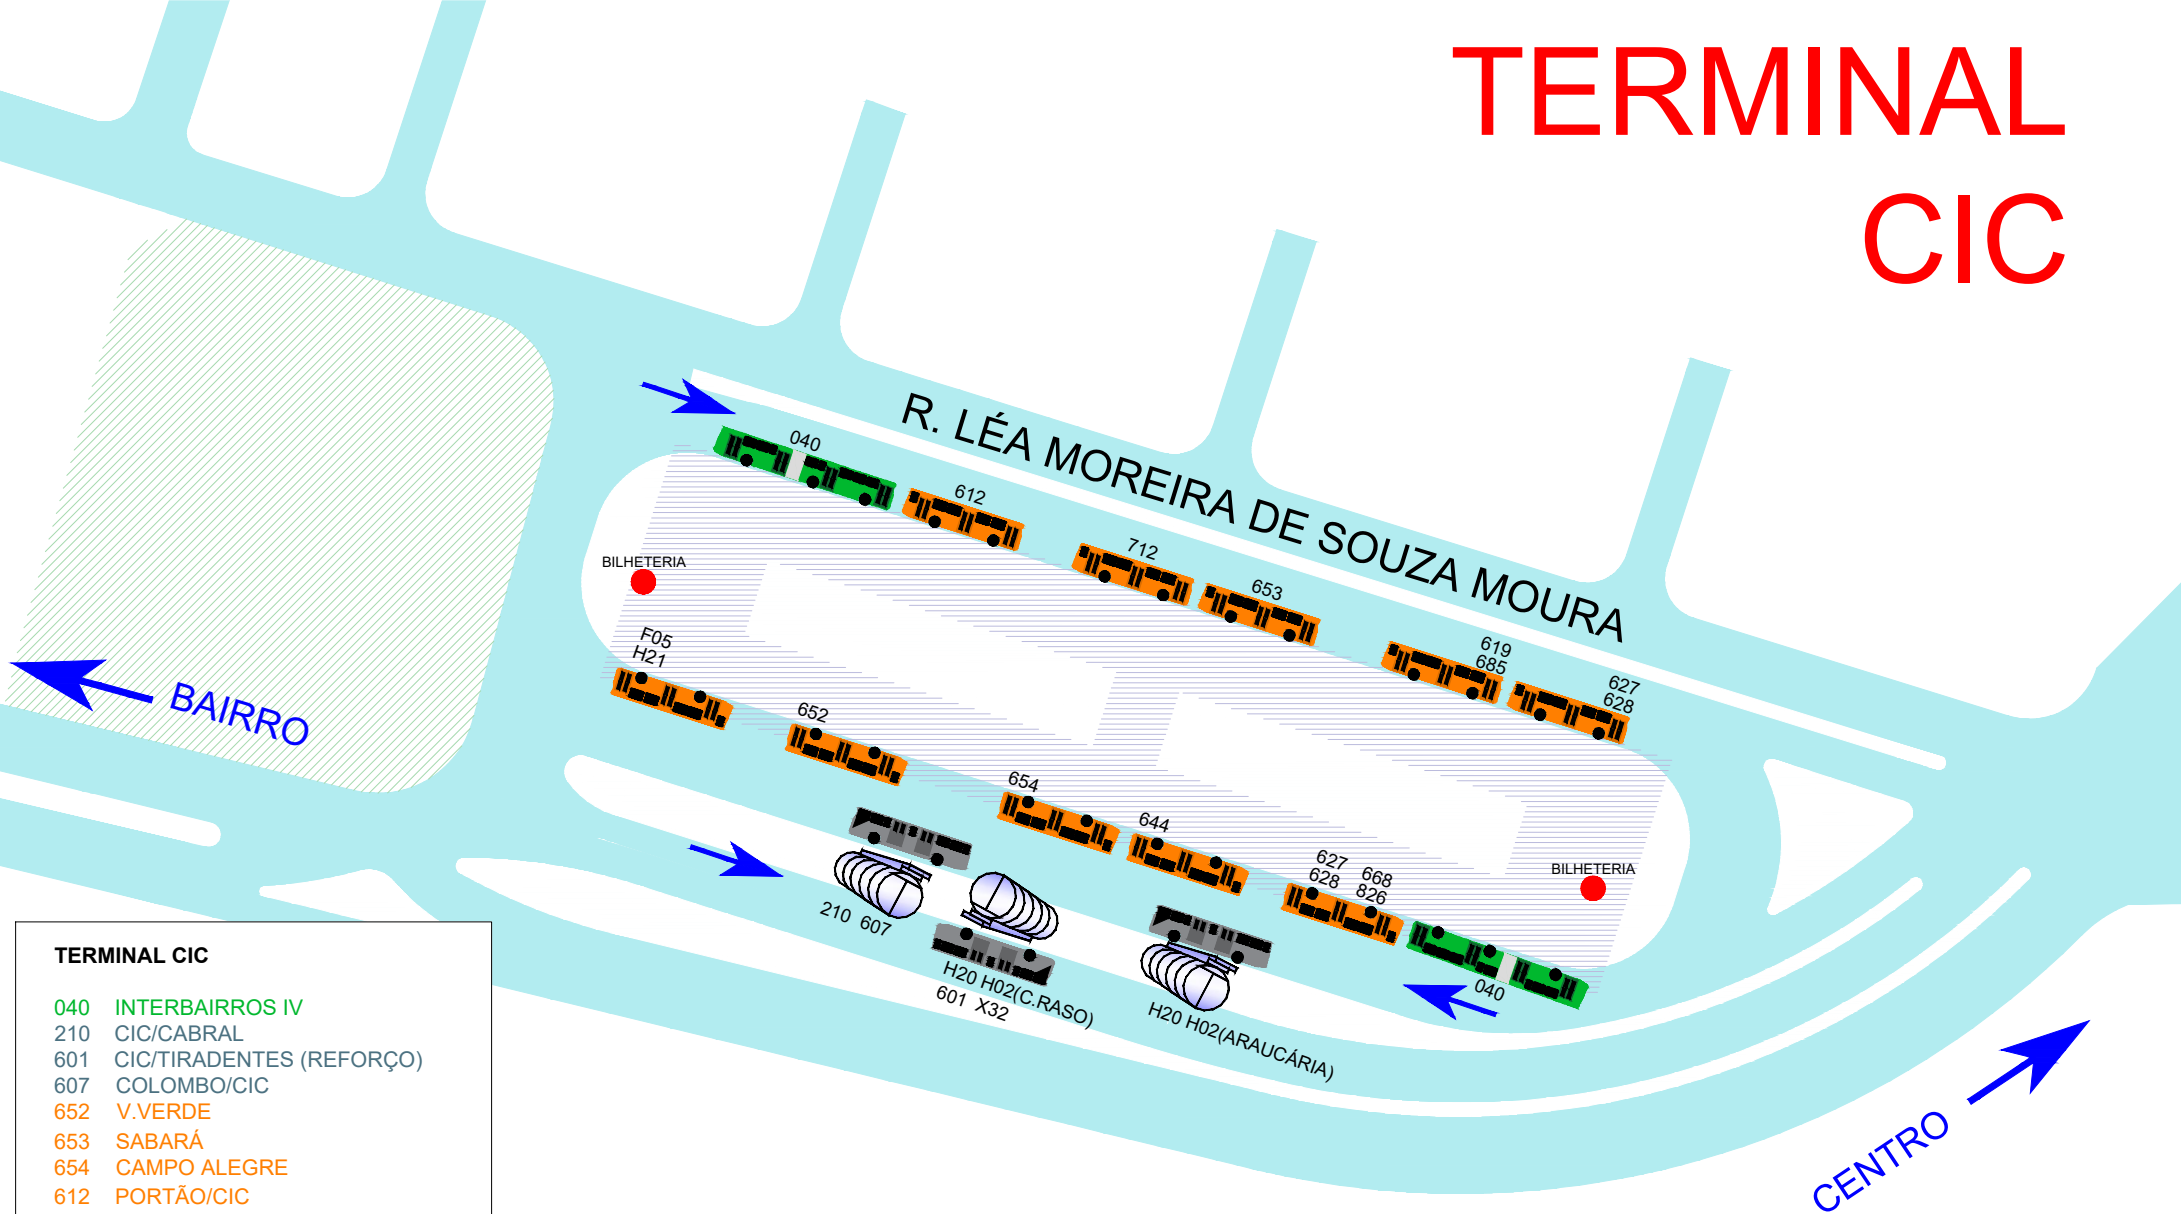 TERMINAL
CIC
R. LÉA MOREIRA DE SOUZA MOURA
040
612
712
653
619
685
627
628
BILHETERIA
F05
H21
BAIRRO
652
654
644
627 668
628 826
BILHETERIA
040
210 607
H20 H02(C.RASO)
601 X32
H20 H02(ARAUCÁRIA)
CENTRO
TERMINAL CIC
040 INTERBAIRROS IV
210 CIC/CABRAL
601 CIC/TIRADENTES (REFORÇO)
607 COLOMBO/CIC
652 V.VERDE
653 SABARÁ
654 CAMPO ALEGRE
612 PORTÃO/CIC